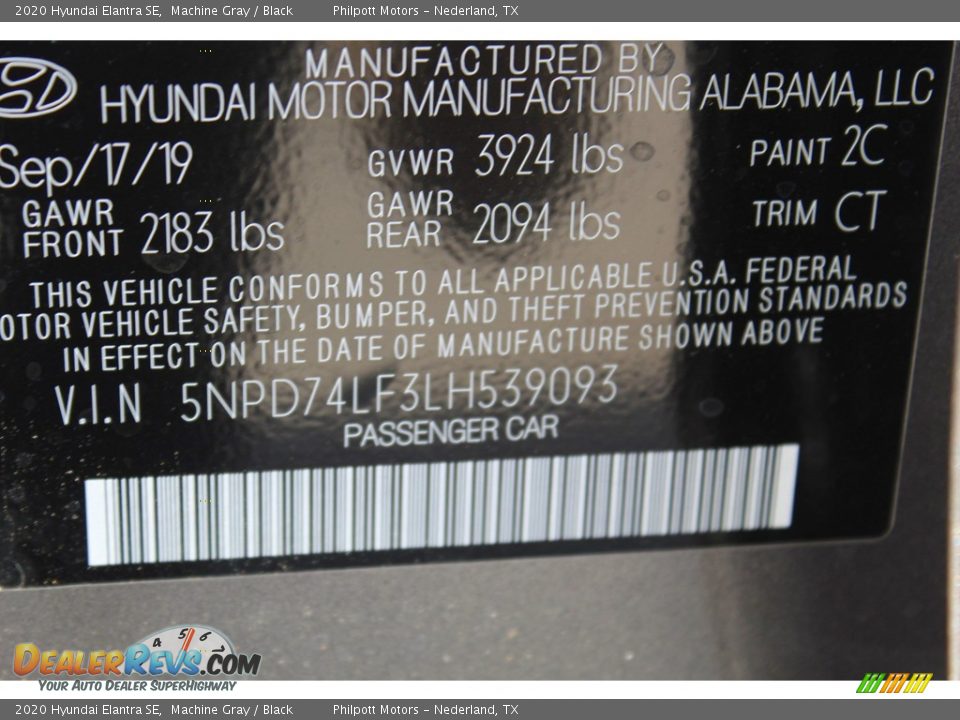 2020 Hyundai Elantra SE, Machine Gray / Black Philpott Motors - Nederland, TX
MANUFACTURED BY
HYUNDAI MOTOR MANUFACTURING ALABAMA, LLC
Sep/17/19 GVWR 3924 lbs PAINT 2C
GAWR FRONT 2183 lbs GAWR REAR 2094 lbs TRIM CT
THIS VEHICLE CONFORMS TO ALL APPLICABLE U.S.A. FEDERAL
OTOR VEHICLE SAFETY, BUMPER, AND THEFT PREVENTION STANDARDS
IN EFFECT ON THE DATE OF MANUFACTURE SHOWN ABOVE
V.I.N 5NPD74LF3LH539093
PASSENGER CAR
4 5 6 7
DEALERREVS.COM
YOUR AUTO DEALER SUPERHIGHWAY
2020 Hyundai Elantra SE, Machine Gray / Black Philpott Motors - Nederland, TX